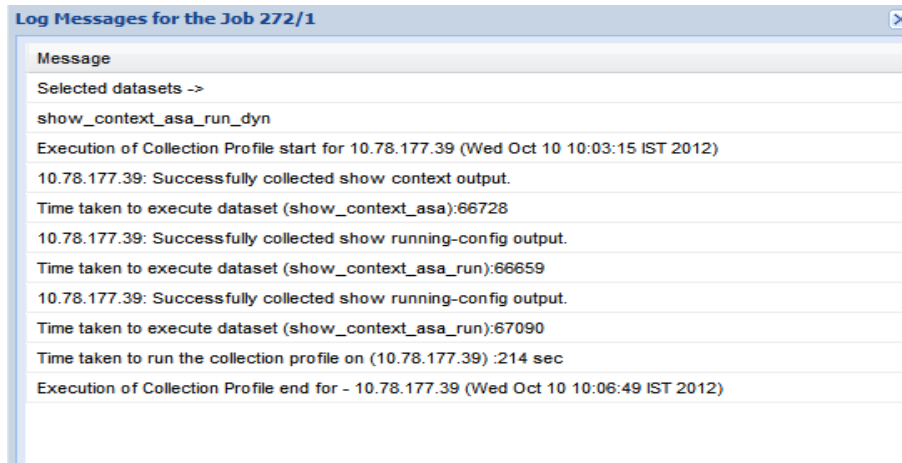 Log Messages for the Job 272/1
Message
Selected datasets ->
show_context_asa_run_dyn
Execution of Collection Profile start for 10.78.177.39 (Wed Oct 10 10:03:15 IST 2012)
10.78.177.39: Successfully collected show context output.
Time taken to execute dataset (show_context_asa):66728
10.78.177.39: Successfully collected show running-config output.
Time taken to execute dataset (show_context_asa_run):66659
10.78.177.39: Successfully collected show running-config output.
Time taken to execute dataset (show_context_asa_run):67090
Time taken to run the collection profile on (10.78.177.39) :214 sec
Execution of Collection Profile end for - 10.78.177.39 (Wed Oct 10 10:06:49 IST 2012)